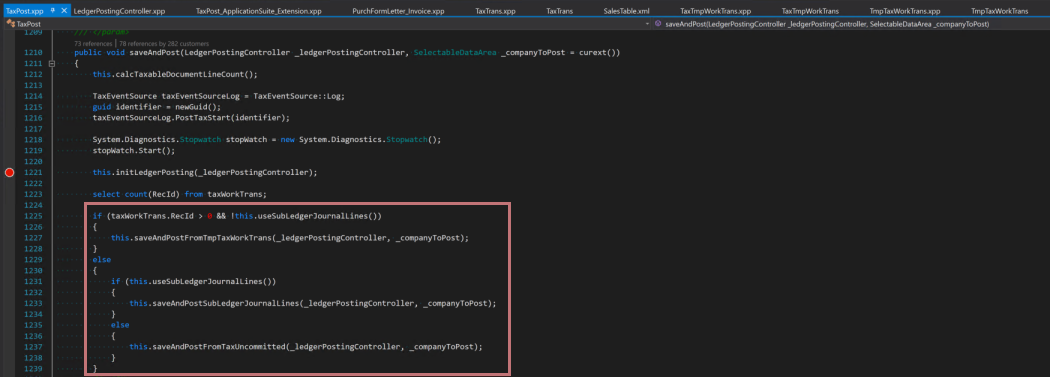 TaxPost.xpp LedgerPostingController.xpp TaxPost_ApplicationSuite_Extension.xpp PurchFormLetter_Invoice.xpp TaxTrans.xpp TaxTrans SalesTable.xml TaxTmpWorkTrans.xpp TaxTmpWorkTrans TmpTaxWorkTrans.xpp TmpTaxWorkTrans
TaxPost saveAndPost(LedgerPostingController _ledgerPostingController, SelectableDataArea _companyToPost)
1209 /// </param>
73 references | 78 references by 282 customers
1210 public void saveAndPost(LedgerPostingController _ledgerPostingController, SelectableDataArea _companyToPost = curext())
1211 {
1212 this.calcTaxableDocumentLineCount();
1213
1214 TaxEventSource taxEventSourceLog = TaxEventSource::Log;
1215 guid identifier = newGuid();
1216 taxEventSourceLog.PostTaxStart(identifier);
1217
1218 System.Diagnostics.Stopwatch stopWatch = new System.Diagnostics.Stopwatch();
1219 stopWatch.Start();
1220
1221 this.initLedgerPosting(_ledgerPostingController);
1222
1223 select count(RecId) from taxWorkTrans;
1224
1225 if (taxWorkTrans.RecId > 0 && !this.useSubLedgerJournalLines())
1226 {
1227 this.saveAndPostFromTmpTaxWorkTrans(_ledgerPostingController, _companyToPost);
1228 }
1229 else
1230 {
1231 if (this.useSubLedgerJournalLines())
1232 {
1233 this.saveAndPostSubLedgerJournalLines(_ledgerPostingController, _companyToPost);
1234 }
1235 else
1236 {
1237 this.saveAndPostFromTaxUncommitted(_ledgerPostingController, _companyToPost);
1238 }
1239 }